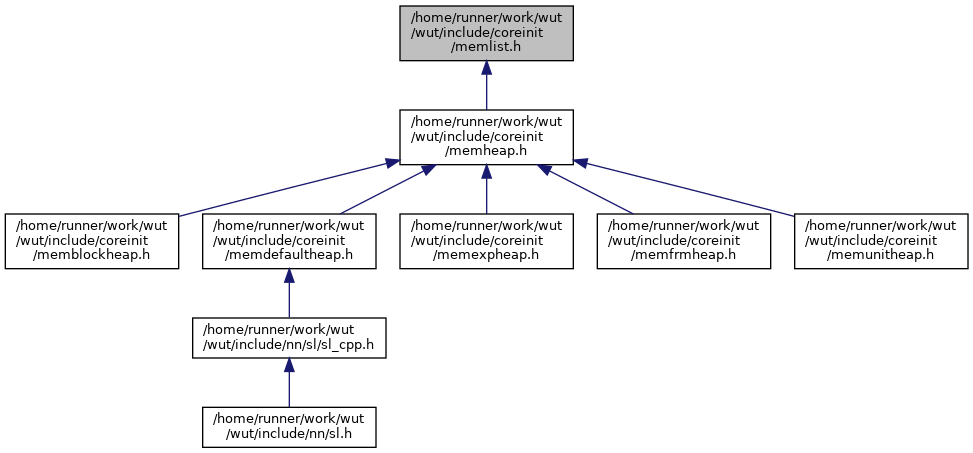 /home/runner/work/wut
/wut/include/coreinit
/memlist.h
/home/runner/work/wut
/wut/include/coreinit
/memheap.h
/home/runner/work/wut
/wut/include/coreinit
/memblockheap.h
/home/runner/work/wut
/wut/include/coreinit
/memdefaultheap.h
/home/runner/work/wut
/wut/include/coreinit
/memexpheap.h
/home/runner/work/wut
/wut/include/coreinit
/memfrmheap.h
/home/runner/work/wut
/wut/include/coreinit
/memunitheap.h
/home/runner/work/wut
/wut/include/nn/sl/sl_cpp.h
/home/runner/work/wut
/wut/include/nn/sl.h